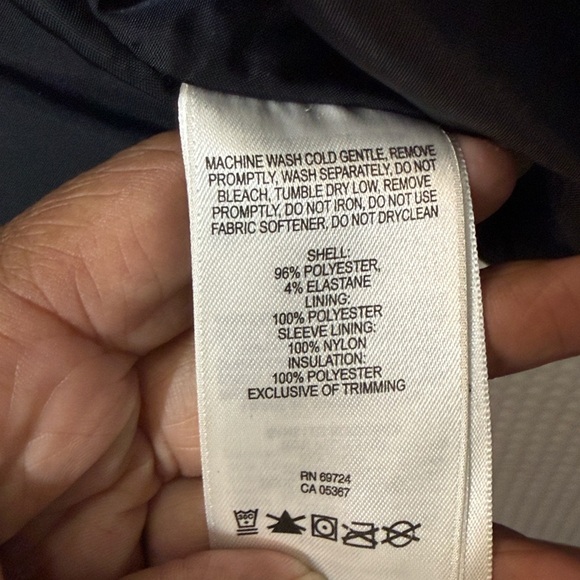 MACHINE WASH COLD GENTLE, REMOVE
PROMPTLY, WASH SEPARATELY, DO NOT
BLEACH, TUMBLE DRY LOW, REMOVE
PROMPTLY, DO NOT IRON, DO NOT USE
FABRIC SOFTENER, DO NOT DRYCLEAN
SHELL:
96% POLYESTER,
4% ELASTANE
LINING:
100% POLYESTER
SLEEVE LINING:
100% NYLON
INSULATION:
100% POLYESTER
EXCLUSIVE OF TRIMMING
RN 69724
CA 05367
30C